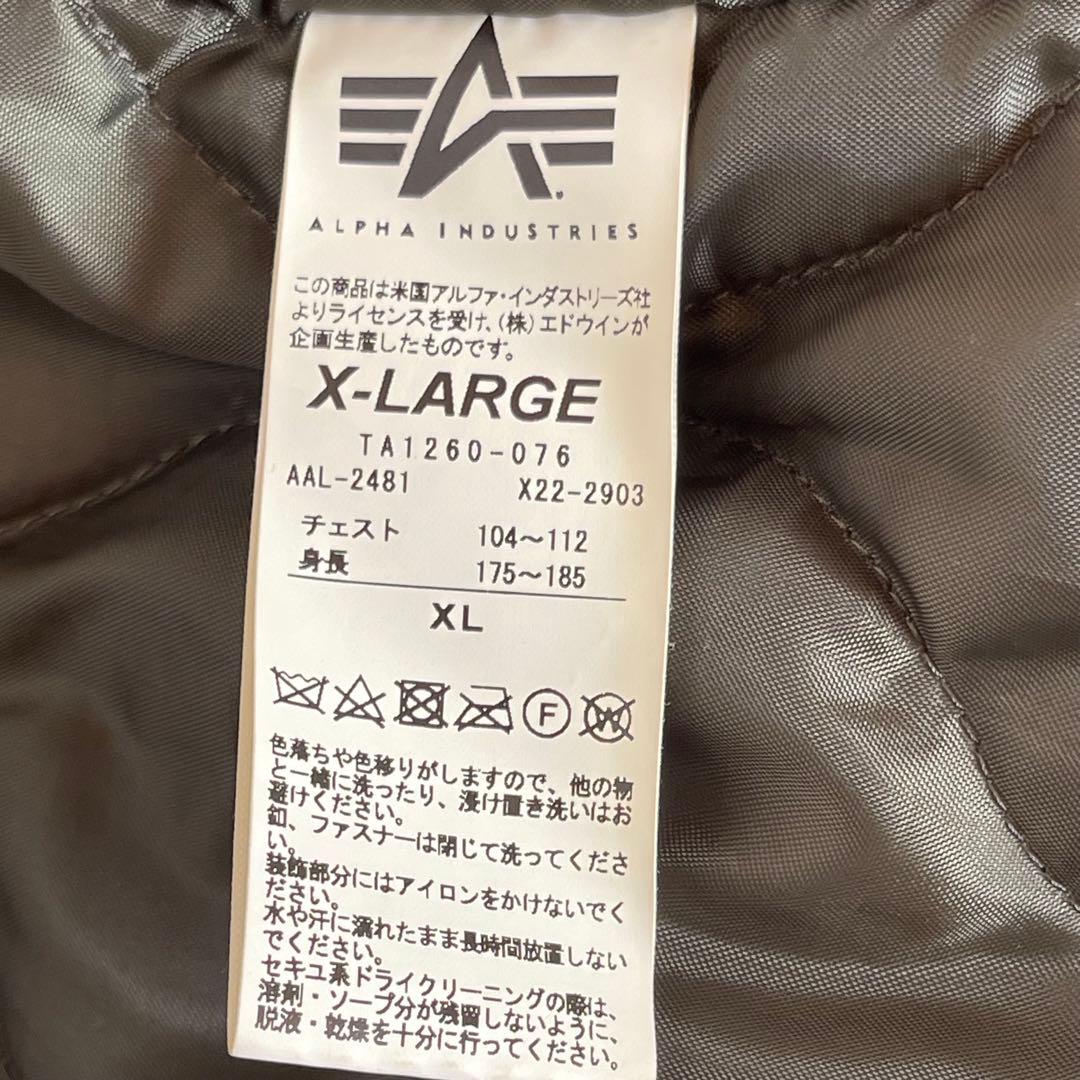 ALPHA INDUSTRIES
この商品は米国アルファ・インダストリーズ社
よりライセンスを受け、(株)エドウインが
企画生産したものです。
X-LARGE
TA1260-076
AAL-2481 X22-2903
チェスト 104～112
身長 175～185
XL
F W
色落ちや色移りがしますので、他の物
と一緒に洗ったり、浸け置き洗いはお
避けください。
釦、ファスナーは閉じて洗ってくださ
い。
装飾部分にはアイロンをかけないでく
ださい。
水や汗に濡れたまま長時間放置しない
でください。
セキユ系ドライクリーニングの際は、
溶剤・ソープ分が残留しないように、
脱液・乾燥を十分に行ってください。